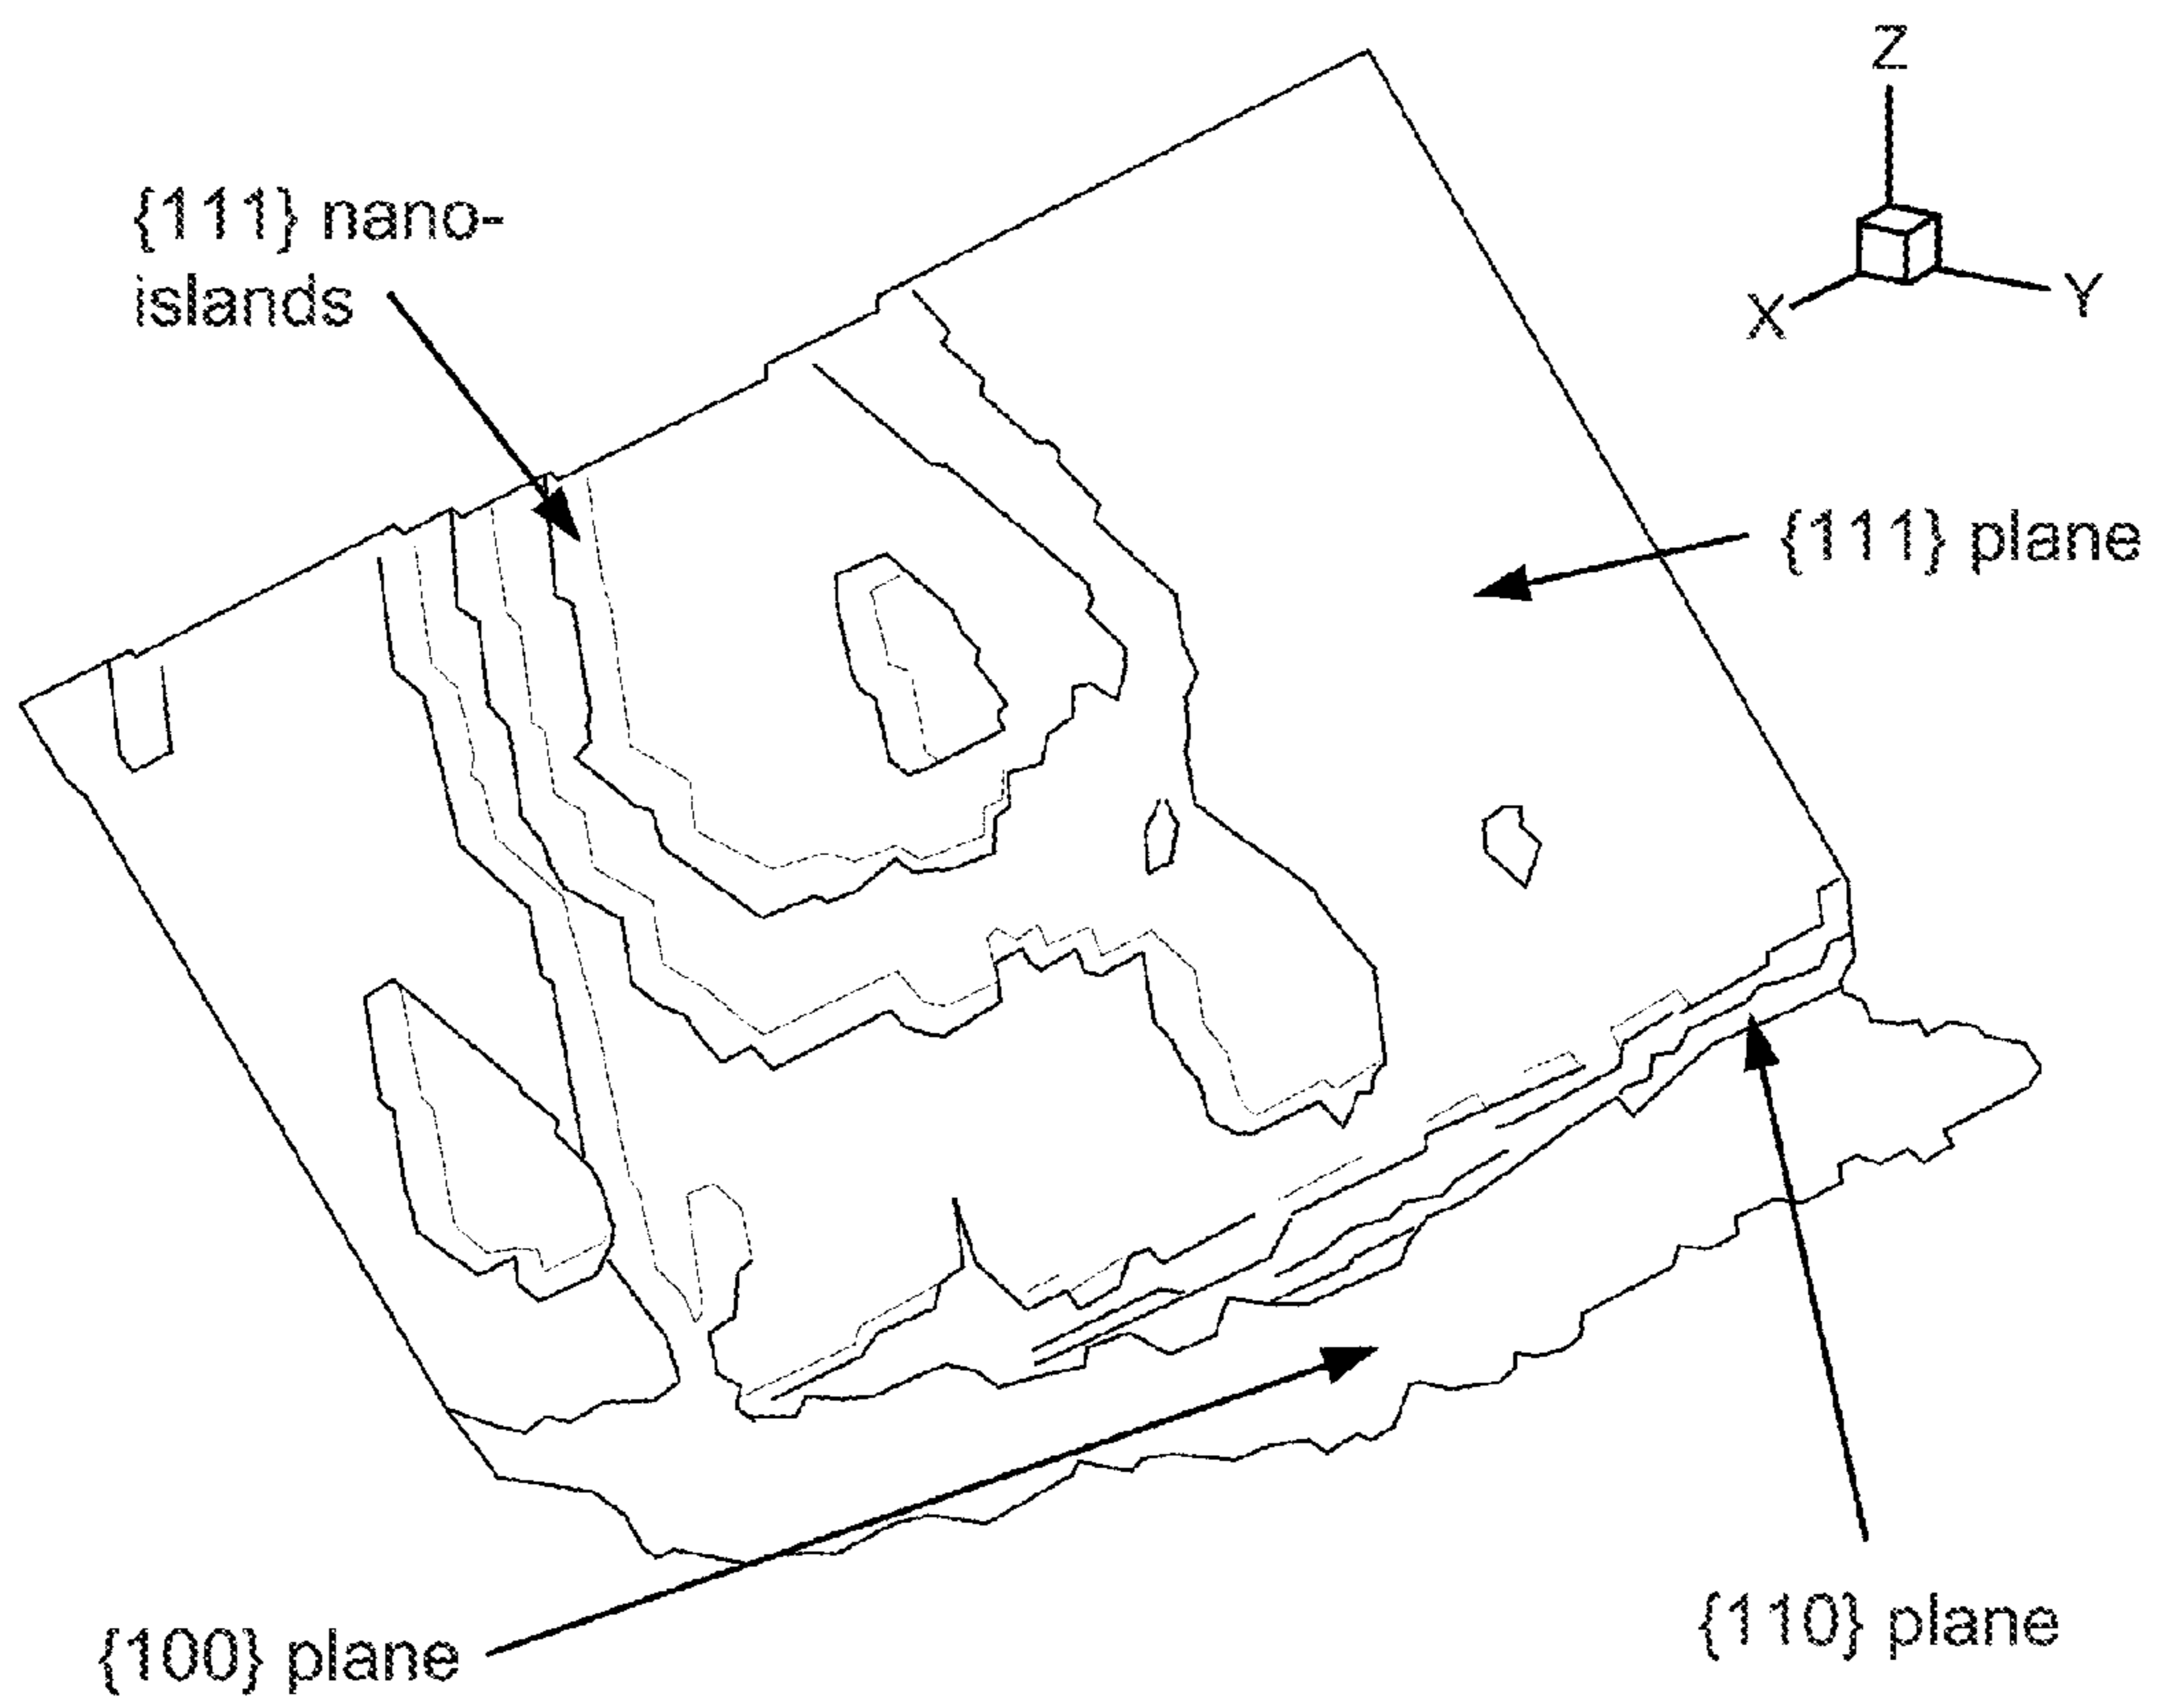 Z
{111} nano-
islands
X
Y
{111} plane
{110} plane
{100} plane